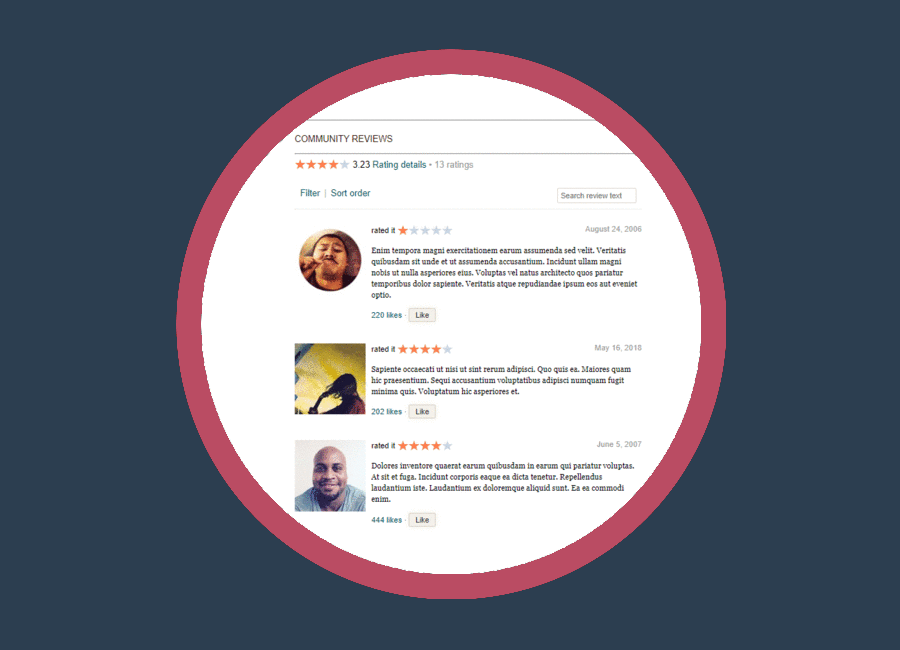 COMMUNITY REVIEWS
3.23 Rating details • 13 ratings
Filter | Sort order
Search review text
rated it
August 24, 2006
Enim tempora magni exercitationem earum assumenda sed velit. Veritatis
quibusdam sit unde et ut assumenda accusantium. Incidunt ullam magni
nobis ut nulla asperiores eius. Voluptas vel natus architecto quos pariatur
temporibus dolor sapiente. Veritatis atque repudiandae ipsum eos aut eveniet
optio.
220 likes · Like
rated it
May 16, 2018
Sapiente occaecati ut nisi ut sint rerum adipisci. Quo quis ea. Maiores quam
hic praesentium. Sequi accusantium voluptatibus adipisci numquam fugit
minima quis. Voluptatum hic asperiores et.
202 likes · Like
rated it
June 5, 2007
Dolores inventore quaerat earum quibusdam in earum qui pariatur voluptas.
At sit et fuga. Incidunt corporis eaque ea dicta tenetur. Repellendus
laudantium iste. Laudantium ex doloremque aliquid sunt. Ea ea commodi
enim.
444 likes · Like